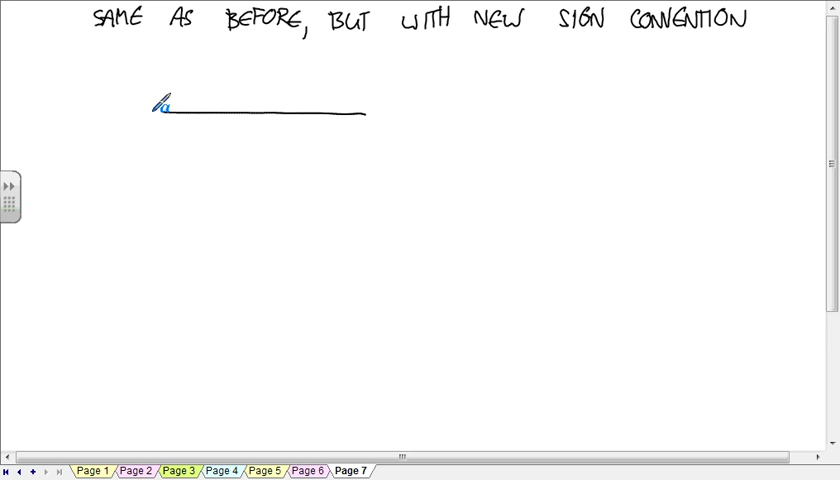 SAME AS BEFORE, BUT WITH NEW SIGN CONVENTION
Page 1 Page 2 Page 3 Page 4 Page 5 Page 6 Page 7